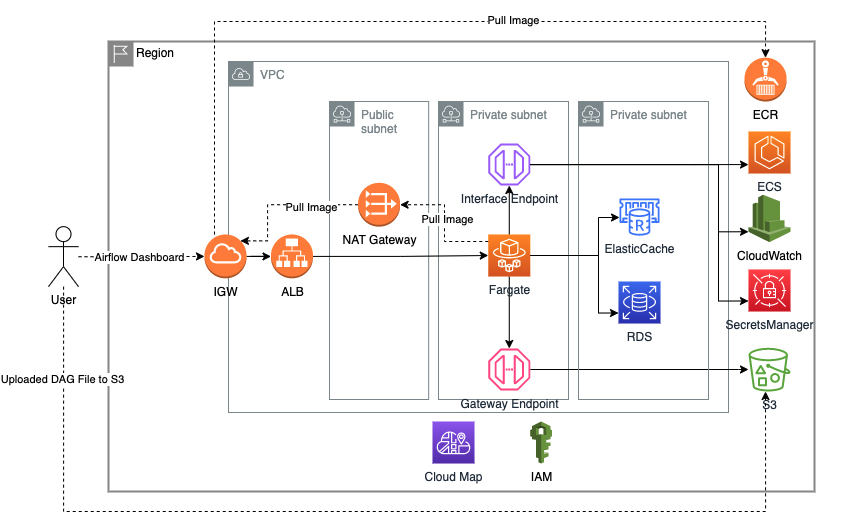 Pull Image
Region
VPC
ECR
Public
subnet
Private subnet
Private subnet
ECS
Interface Endpoint
Pull Image
Pull Image
NAT Gateway
ElasticCache
CloudWatch
Airflow Dashboard
User
IGW
ALB
Fargate
SecretsManager
RDS
Uploaded DAG File to S3
Gateway Endpoint
S3
Cloud Map
IAM